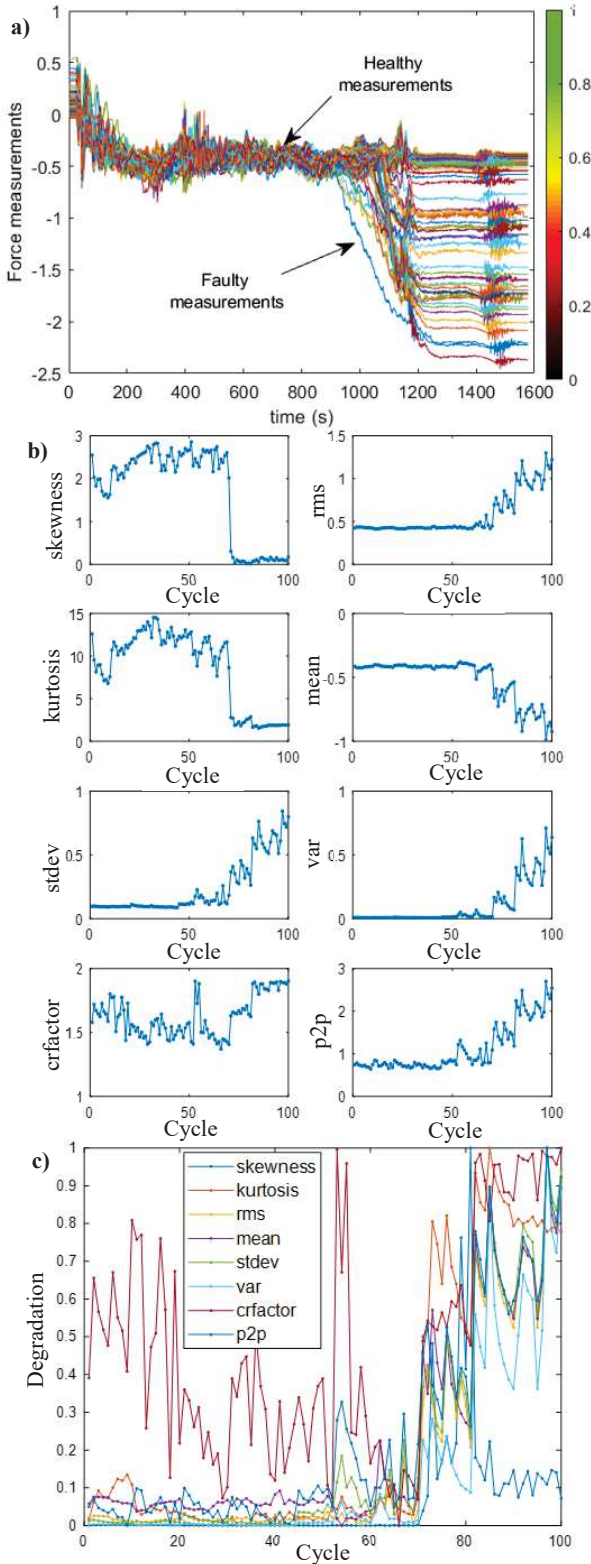 a)
1
0.5
0
-0.5
-1
-1.5
-2
-2.5
Force measurements
Healthy
measurements
Faulty
measurements
0 200 400 600 800 1000 1200 1400 1600
time (s)
0.8
0.6
0.4
0.2
0
b)
skewness
3
2
1
0
0 50 100
Cycle
rms
1.5
1
0.5
0
0 50 100
Cycle
kurtosis
15
10
5
0
0 50 100
Cycle
mean
0
-0.5
-1
0 50 100
Cycle
stdev
1
0.5
0
0 50 100
Cycle
var
1
0.5
0
0 50 100
Cycle
crfactor
2
1.5
1
0 50 100
Cycle
p2p
3
2
1
0
0 50 100
Cycle
c)
Degradation
1
0.9
0.8
0.7
0.6
0.5
0.4
0.3
0.2
0.1
0
skewness
kurtosis
rms
mean
stdev
var
crfactor
p2p
0 20 40 60 80 100
Cycle